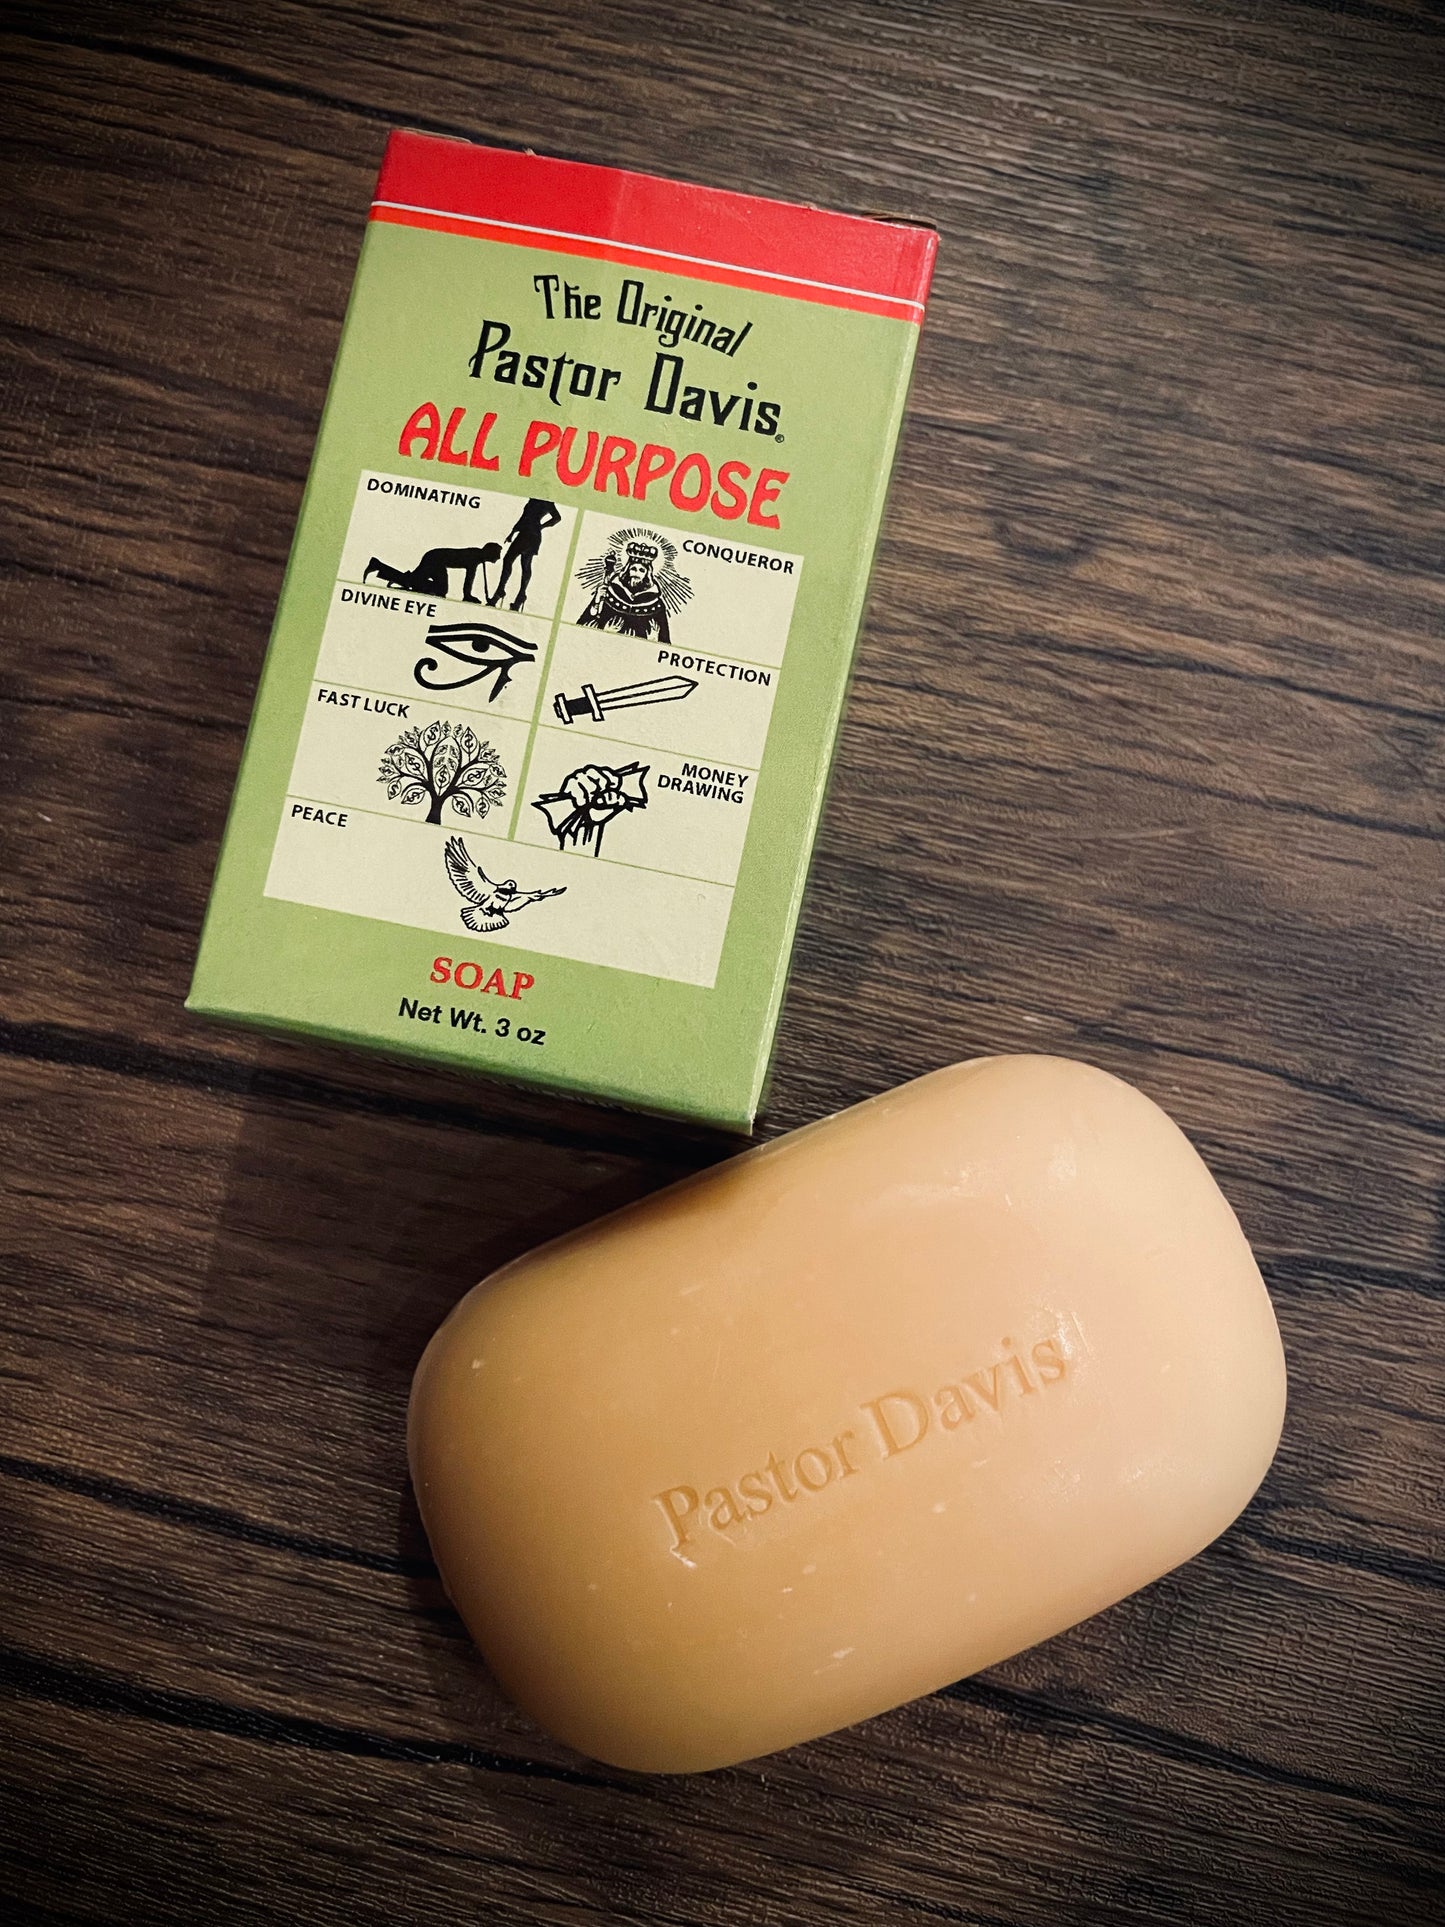 The Original
Pastor Davis®
ALL PURPOSE
DOMINATING
CONQUEROR
DIVINE EYE
PROTECTION
FAST LUCK
MONEY
DRAWING
PEACE
SOAP
Net Wt. 3 oz
Pastor Davis